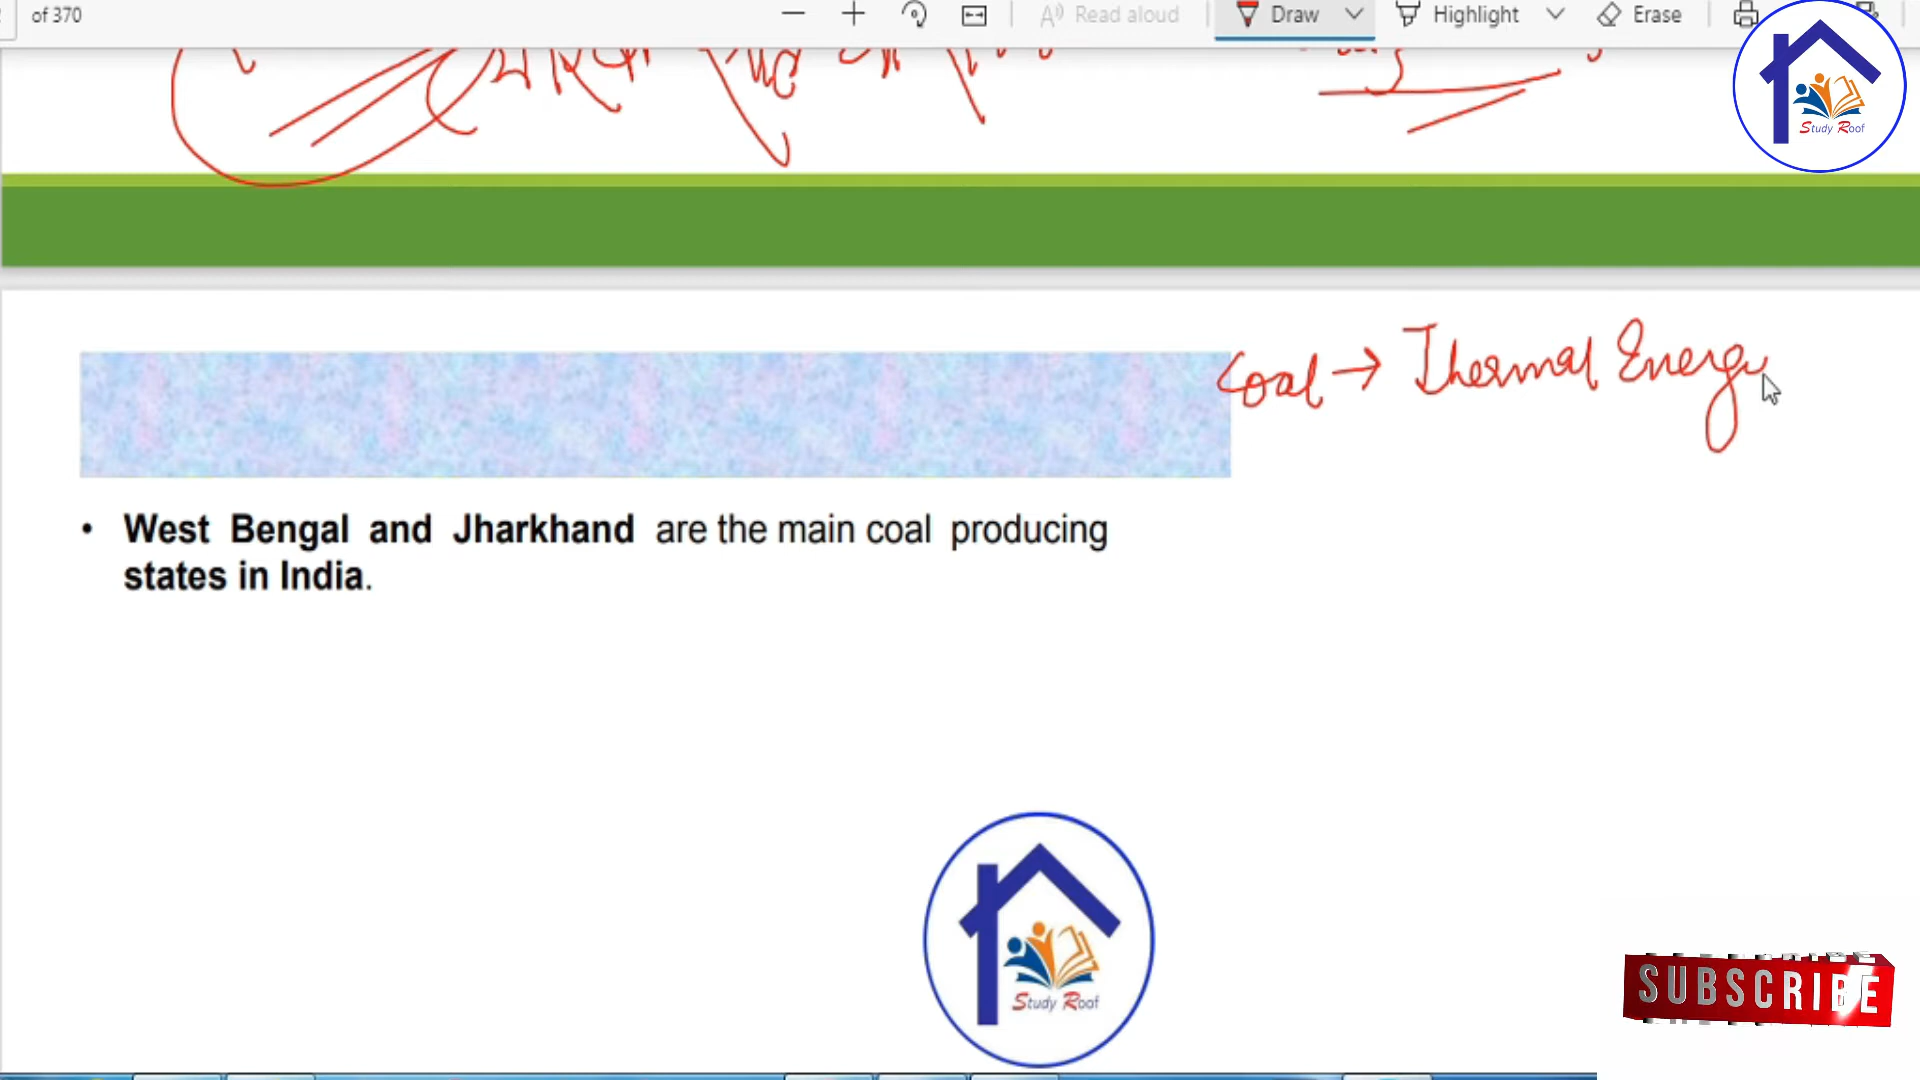 of 370
Read aloud
Draw
Highlight
Erase
Study Roof
Coal → Thermal Energy
• West Bengal and Jharkhand are the main coal producing
states in India.
Study Roof
SUBSCRIBE